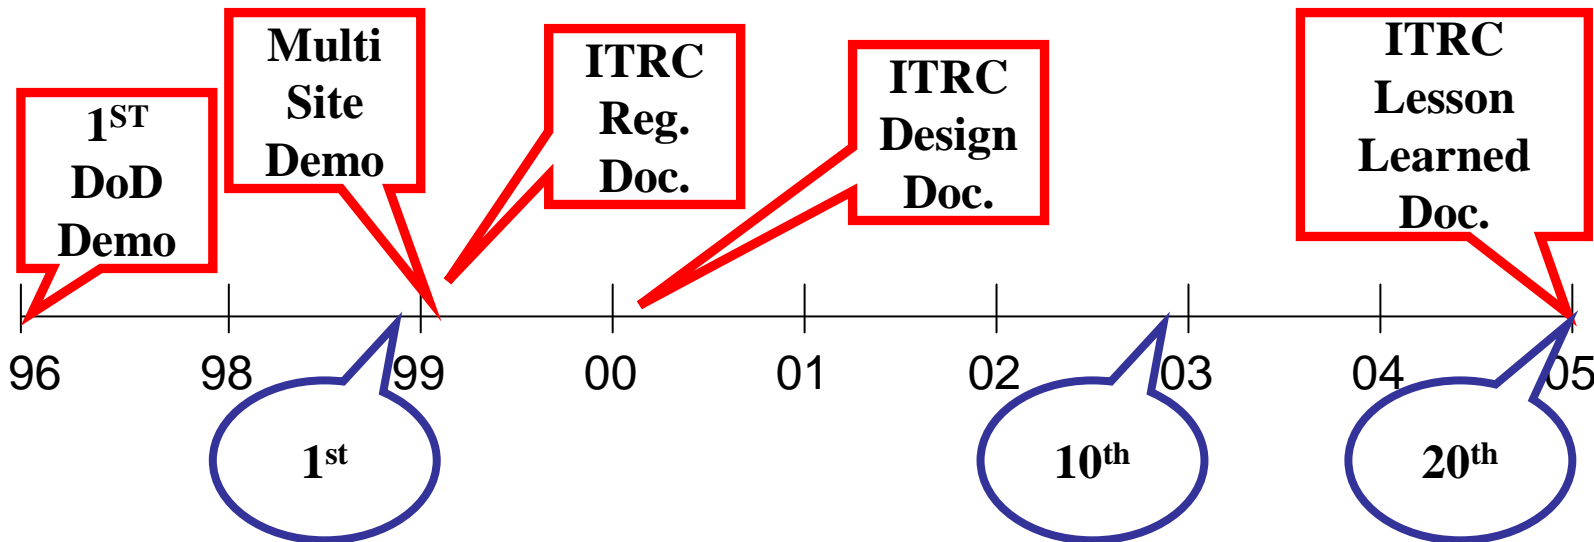 1ST
DoD
Demo
Multi
Site
Demo
ITRC
Reg.
Doc.
ITRC
Design
Doc.
ITRC
Lesson
Learned
Doc.
96
98
99
00
01
02
03
04
05
1st
10th
20th